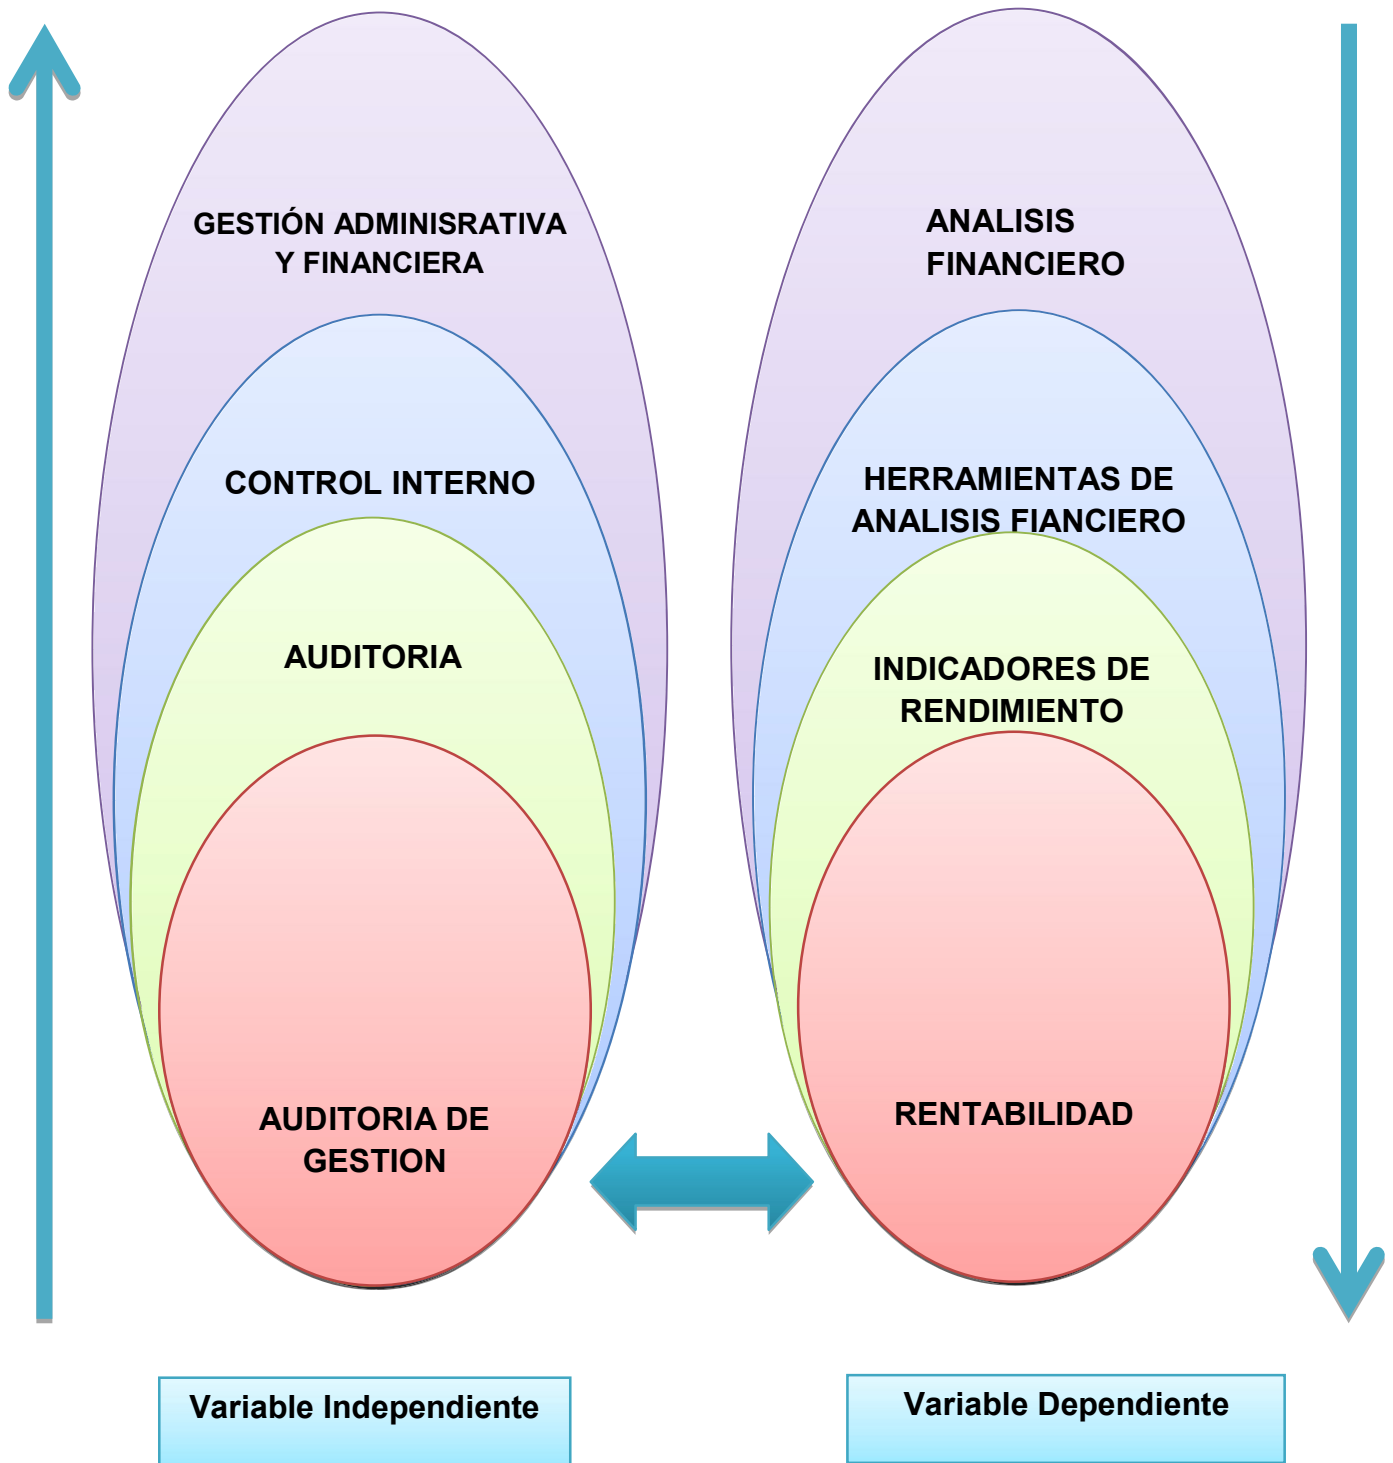 GESTIÓN ADMINISRATIVA
Y FINANCIERA
CONTROL INTERNO
AUDITORIA
AUDITORIA DE
GESTION
Variable Independiente
ANALISIS
FINANCIERO
HERRAMIENTAS DE
ANALISIS FIANCIERO
INDICADORES DE
RENDIMIENTO
RENTABILIDAD
Variable Dependiente